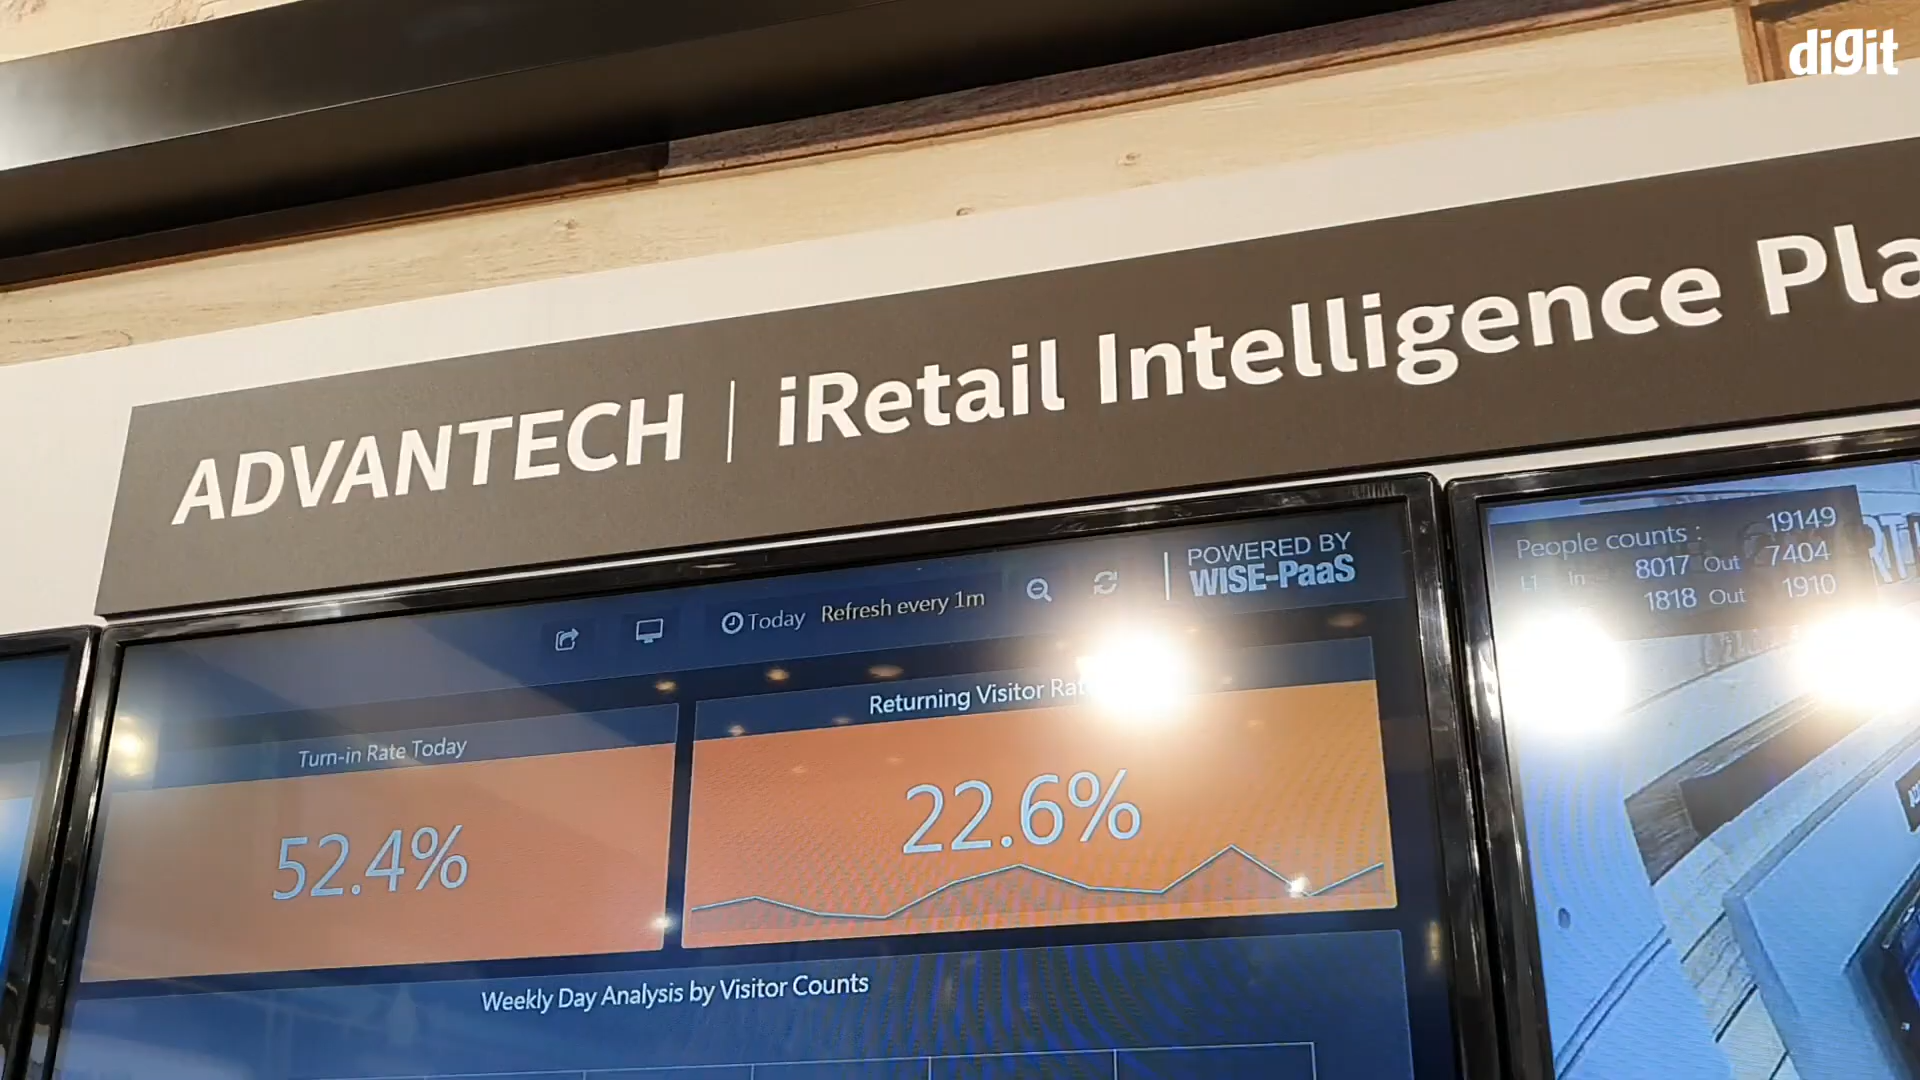 digit
ADVANTECH | iRetail Intelligence Pla
POWERED BY
WISE-PaaS
Today Refresh every 1m
Turn-in Rate Today
52.4%
Returning Visitor Rat
22.6%
Weekly Day Analysis by Visitor Counts
People counts : 19149
L1 In 8017 Out 7404
1818 Out 1910